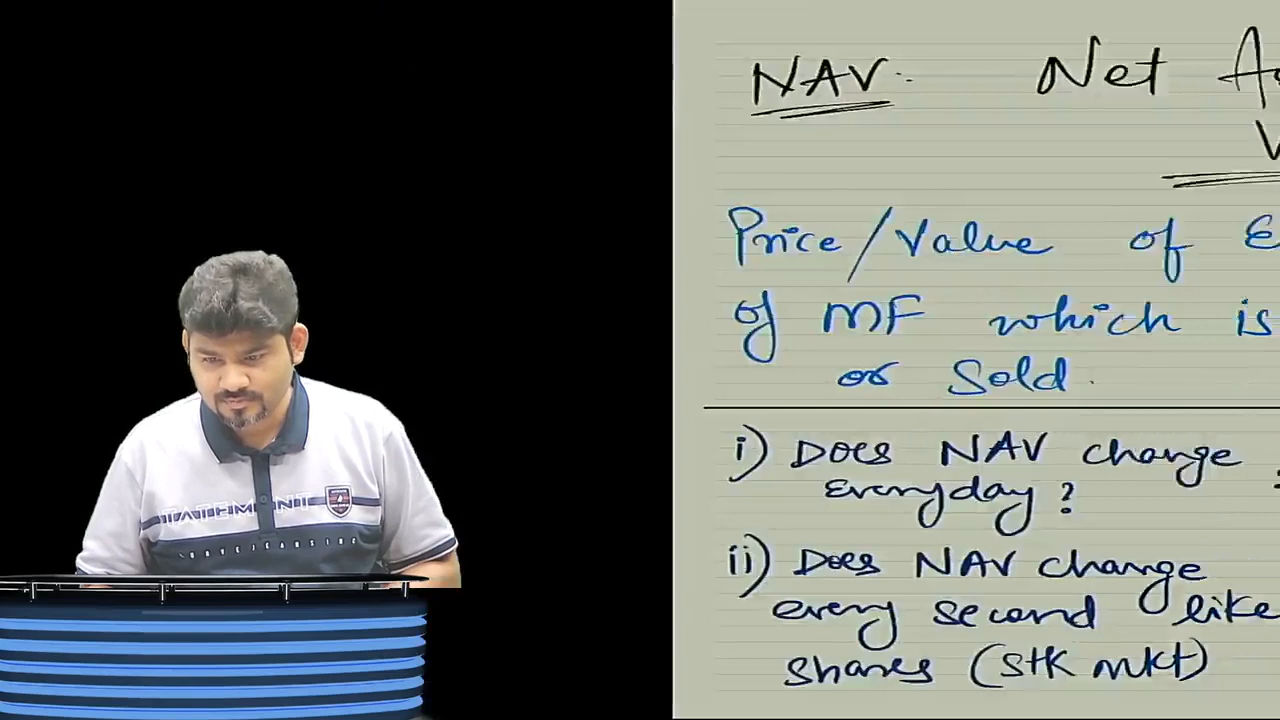 NAV: Net
Price/Value of E
of MF which is
or Sold.
i) Does NAV change
Everyday?
ii) Does NAV change
every second like
shares (Stk mkt)
TATEMENT